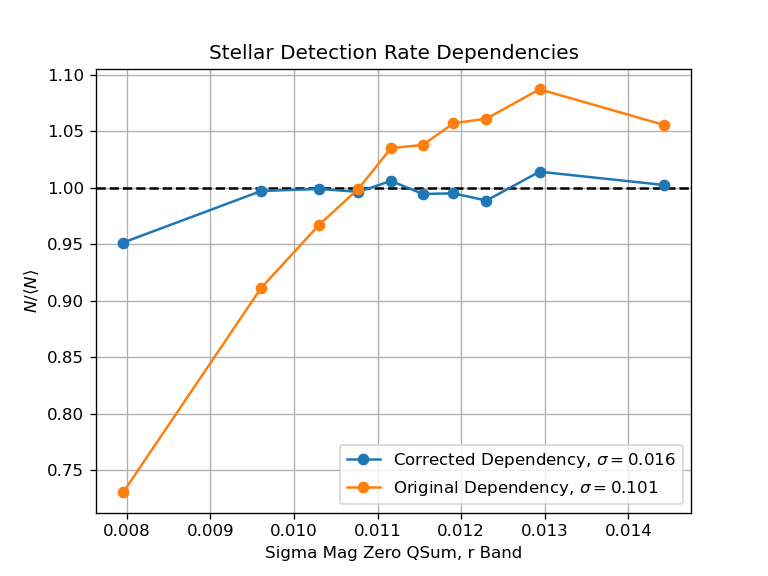 Stellar Detection Rate Dependencies
1.10
1.05
1.00
0.95
0.90
0.85
0.80
0.75
N/⟨N⟩
Corrected Dependency, σ = 0.016
Original Dependency, σ = 0.101
0.008 0.009 0.010 0.011 0.012 0.013 0.014
Sigma Mag Zero QSum, r Band